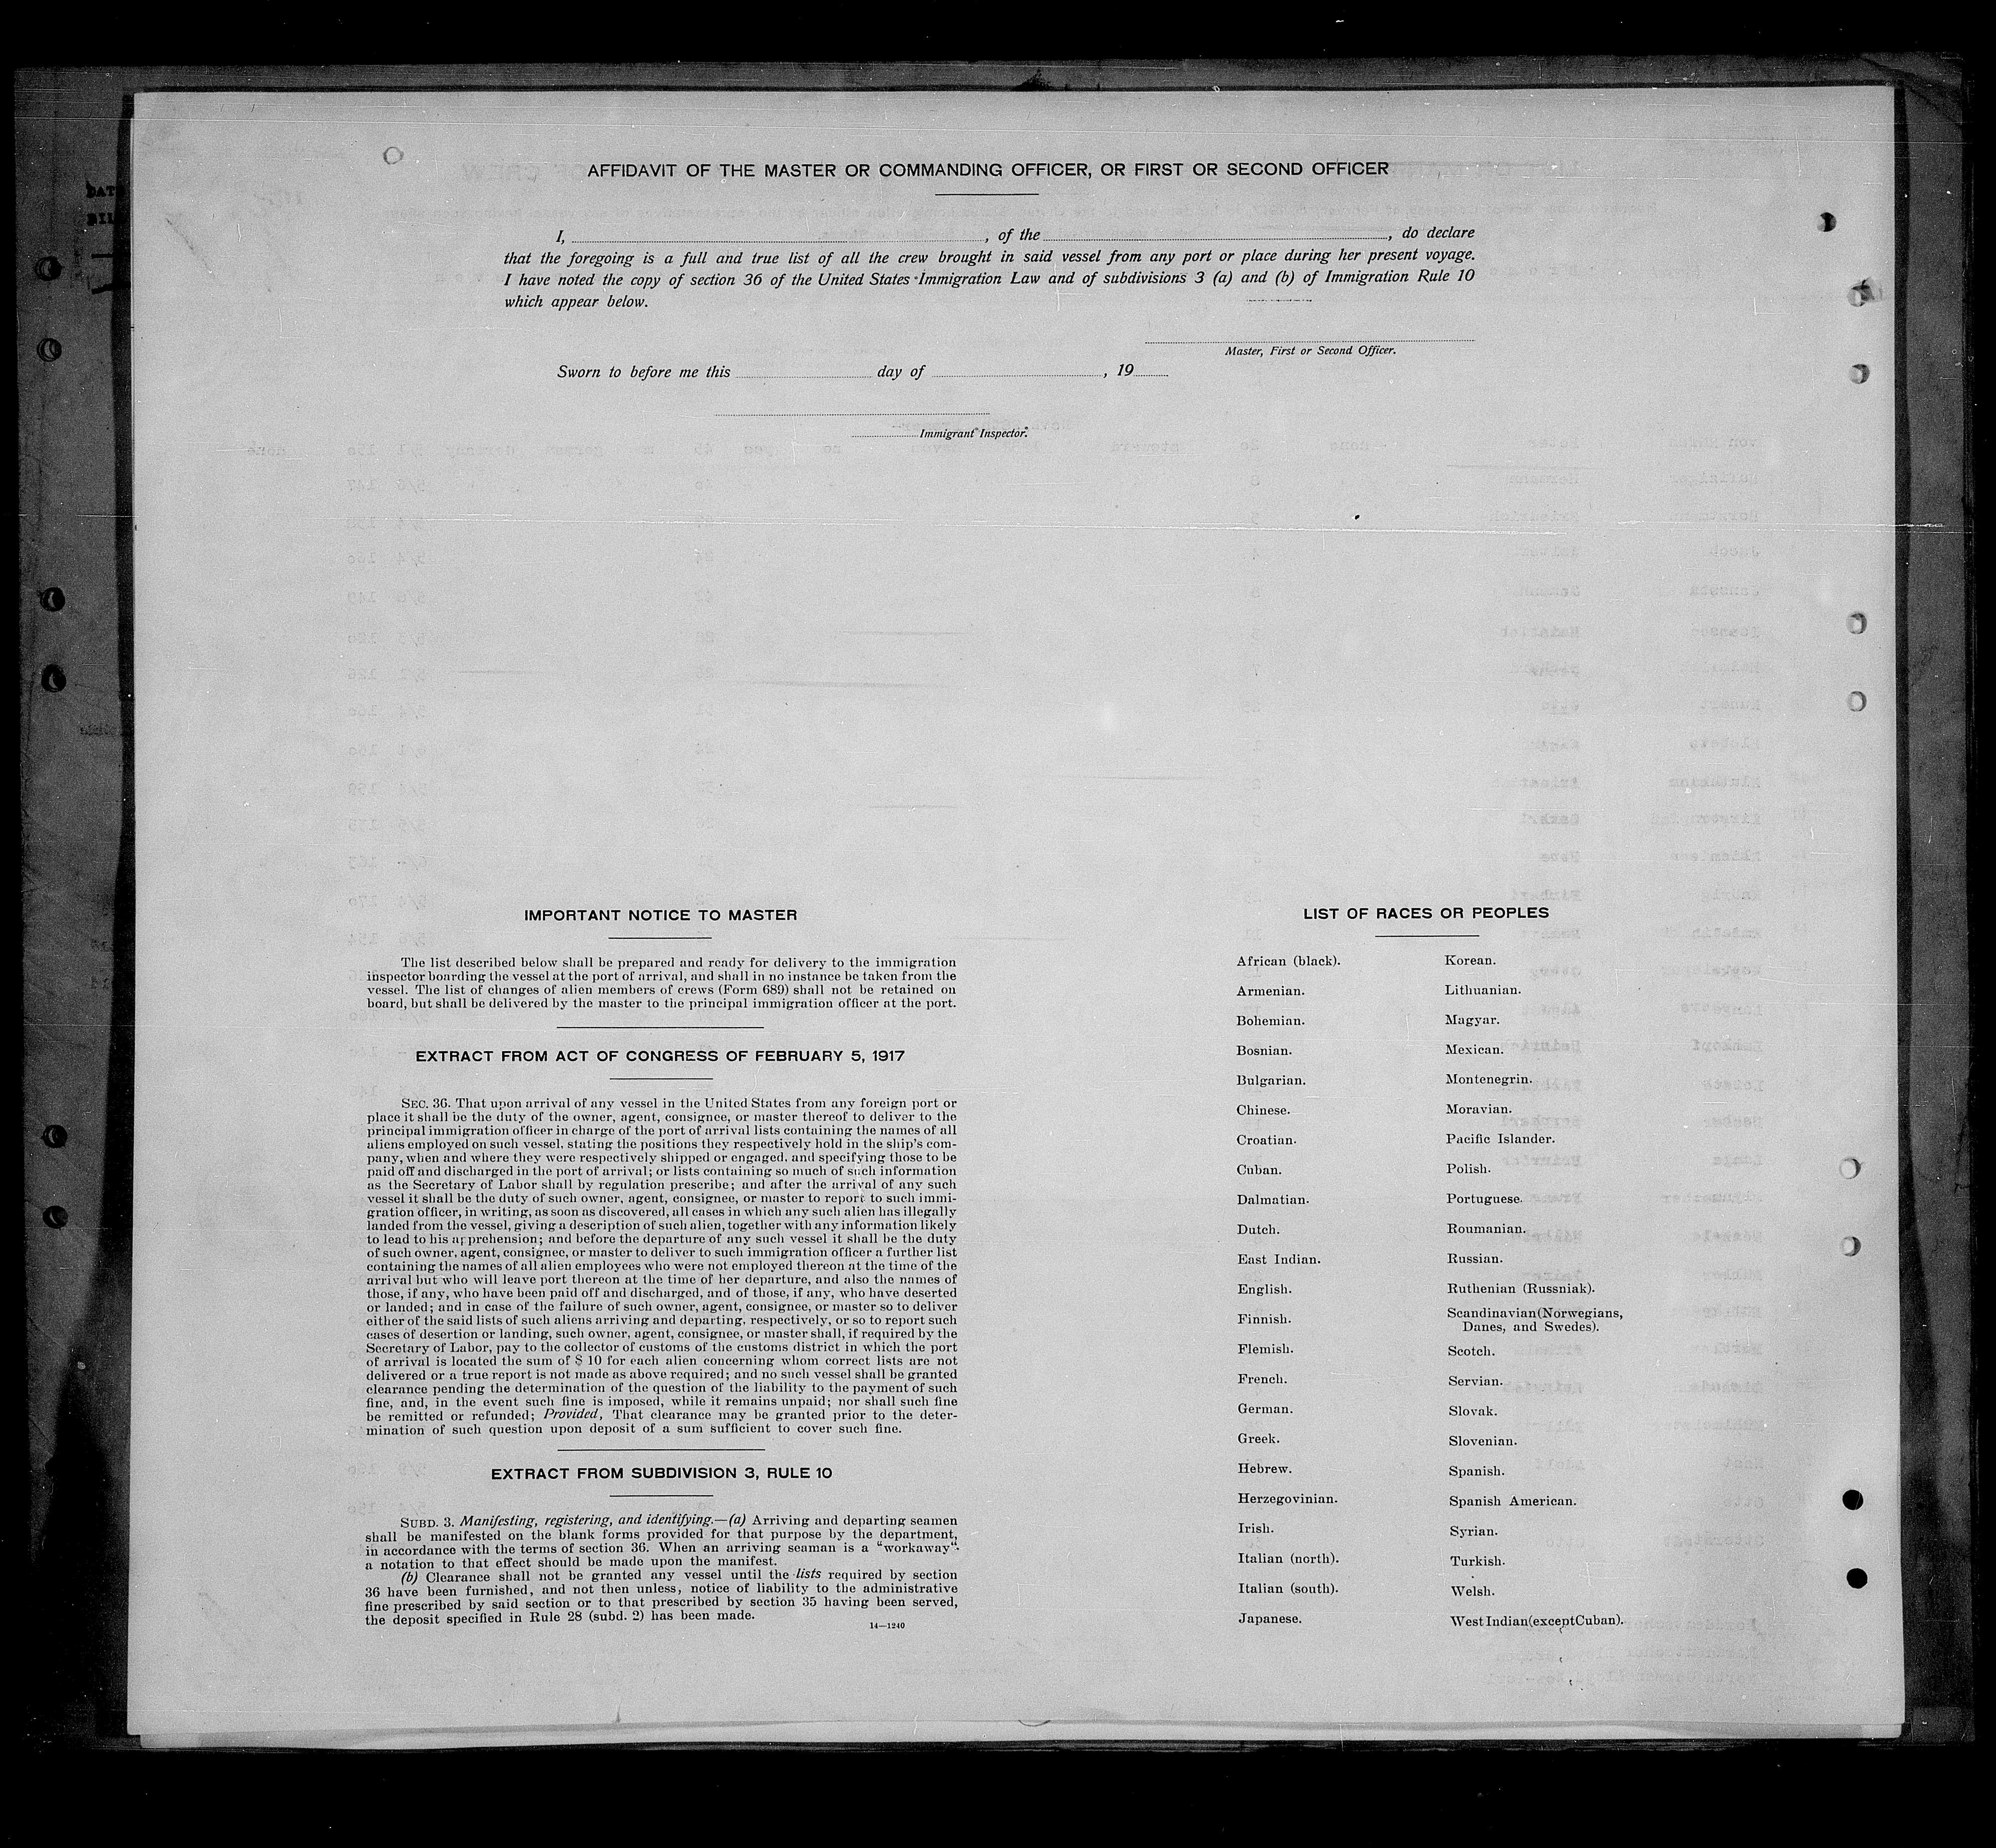 AFFIDAVIT OF THE MASTER OR COMMANDING OFFICER, OR FIRST OR SECOND OFFICER
I, , of the , do declare
that the foregoing is a full and true list of all the crew brought in said vessel from any port or place during her present voyage.
I have noted the copy of section 36 of the United States Immigration Law and of subdivisions 3 (a) and (b) of Immigration Rule 10
which appear below.
Master, First or Second Officer.
Sworn to before me this day of , 19
Immigrant Inspector.
IMPORTANT NOTICE TO MASTER
The list described below shall be prepared and ready for delivery to the immigration
inspector boarding the vessel at the port of arrival, and shall in no instance be taken from the
vessel. The list of changes of alien members of crews (Form 689) shall not be retained on
board, but shall be delivered by the master to the principal immigration officer at the port.
EXTRACT FROM ACT OF CONGRESS OF FEBRUARY 5, 1917
SEC. 36. That upon arrival of any vessel in the United States from any foreign port or
place it shall be the duty of the owner, agent, consignee, or master thereof to deliver to the
principal immigration officer in charge of the port of arrival lists containing the names of all
aliens employed on such vessel, stating the positions they respectively hold in the ship's com-
pany, when and where they were respectively shipped or engaged, and specifying those to be
paid off and discharged in the port of arrival; or lists containing so much of such information
as the Secretary of Labor shall by regulation prescribe; and after the arrival of any such
vessel it shall be the duty of such owner, agent, consignee, or master to report to such immi-
gration officer, in writing, as soon as discovered, all cases in which any such alien has illegally
landed from the vessel, giving a description of such alien, together with any information likely
to lead to his apprehension; and before the departure of any such vessel it shall be the duty
of such owner, agent, consignee, or master to deliver to such immigration officer a further list
containing the names of all alien employees who were not employed thereon at the time of the
arrival but who will leave port thereon at the time of her departure, and also the names of
those, if any, who have been paid off and discharged, and of those, if any, who have deserted
or landed; and in case of the failure of such owner, agent, consignee, or master so to deliver
either of the said lists of such aliens arriving and departing, respectively, or so to report such
cases of desertion or landing, such owner, agent, consignee, or master shall, if required by the
Secretary of Labor, pay to the collector of customs of the customs district in which the port
of arrival is located the sum of $ 10 for each alien concerning whom correct lists are not
delivered or a true report is not made as above required; and no such vessel shall be granted
clearance pending the determination of the question of the liability to the payment of such
fine, and, in the event such fine is imposed, while it remains unpaid; nor shall such fine
be remitted or refunded; Provided, That clearance may be granted prior to the deter-
mination of such question upon deposit of a sum sufficient to cover such fine.
EXTRACT FROM SUBDIVISION 3, RULE 10
SUBD. 3. Manifesting, registering, and identifying.—(a) Arriving and departing seamen
shall be manifested on the blank forms provided for that purpose by the department,
in accordance with the terms of section 36. When an arriving seaman is a “workaway“.
a notation to that effect should be made upon the manifest.
(b) Clearance shall not be granted any vessel until the lists required by section
36 have been furnished, and not then unless, notice of liability to the administrative
fine prescribed by said section or to that prescribed by section 35 having been served,
the deposit specified in Rule 28 (subd. 2) has been made.
14—1240
LIST OF RACES OR PEOPLES
African (black).
Armenian.
Bohemian.
Bosnian.
Bulgarian.
Chinese.
Croatian.
Cuban.
Dalmatian.
Dutch.
East Indian.
English.
Finnish.
Flemish.
French.
German.
Greek.
Hebrew.
Herzegovinian.
Irish.
Italian (north).
Italian (south).
Japanese.
Korean.
Lithuanian.
Magyar.
Mexican.
Montenegrin.
Moravian.
Pacific Islander.
Polish.
Portuguese.
Roumanian.
Russian.
Ruthenian (Russniak).
Scandinavian(Norwegians,
Danes, and Swedes).
Scotch.
Servian.
Slovak.
Slovenian.
Spanish.
Spanish American.
Syrian.
Turkish.
Welsh.
West Indian(exceptCuban).